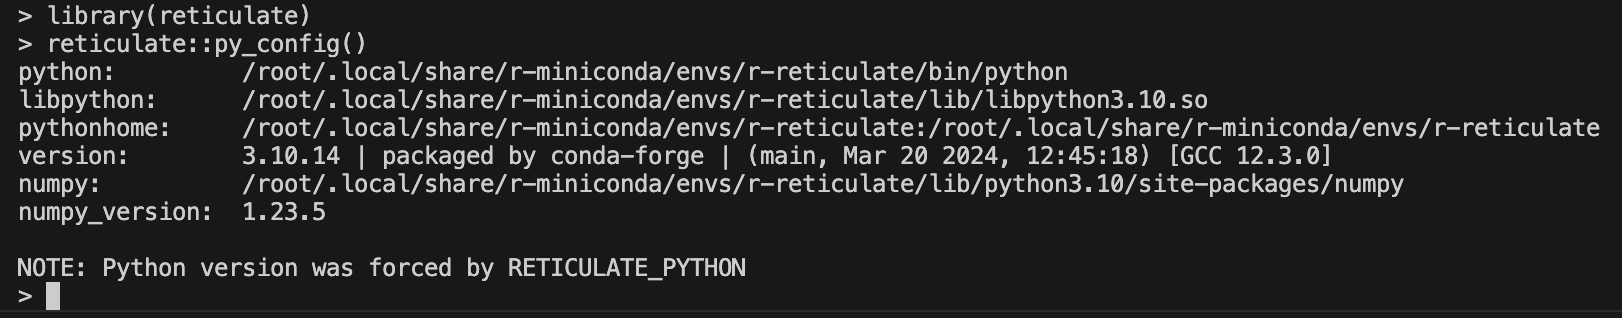 > library(reticulate)
> reticulate::py_config()
python:         /root/.local/share/r-miniconda/envs/r-reticulate/bin/python
libpython:      /root/.local/share/r-miniconda/envs/r-reticulate/lib/libpython3.10.so
pythonhome:     /root/.local/share/r-miniconda/envs/r-reticulate:/root/.local/share/r-miniconda/envs/r-reticulate
version:        3.10.14 | packaged by conda-forge | (main, Mar 20 2024, 12:45:18) [GCC 12.3.0]
numpy:          /root/.local/share/r-miniconda/envs/r-reticulate/lib/python3.10/site-packages/numpy
numpy_version:  1.23.5

NOTE: Python version was forced by RETICULATE_PYTHON
>